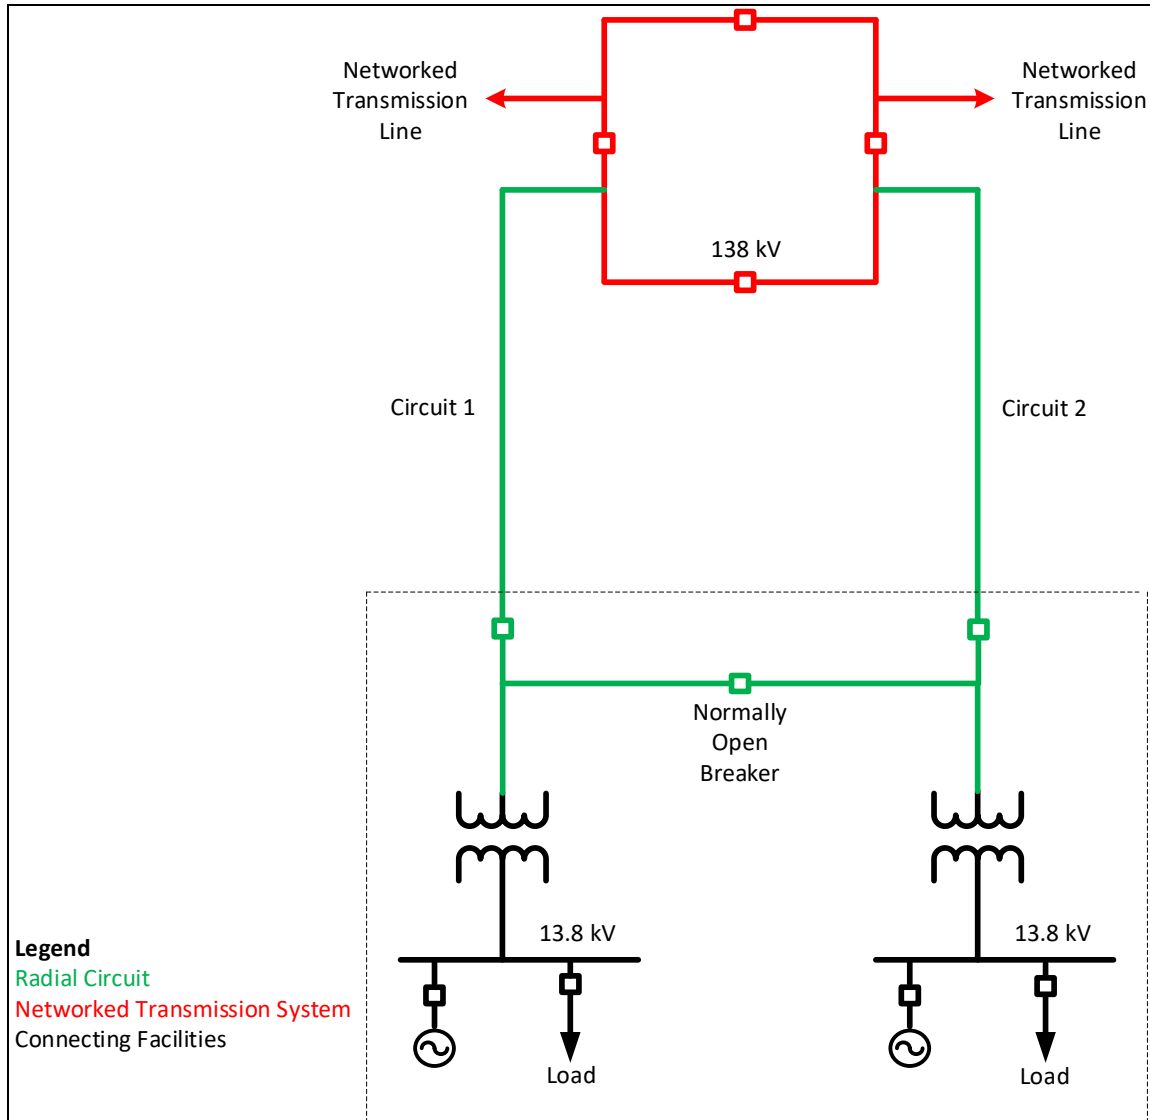 Networked
Transmission
Line
Networked
Transmission
Line
138 kV
Circuit 1
Circuit 2
Normally
Open
Breaker
13.8 kV
13.8 kV
Legend
Radial Circuit
Networked Transmission System
Connecting Facilities
Load
Load